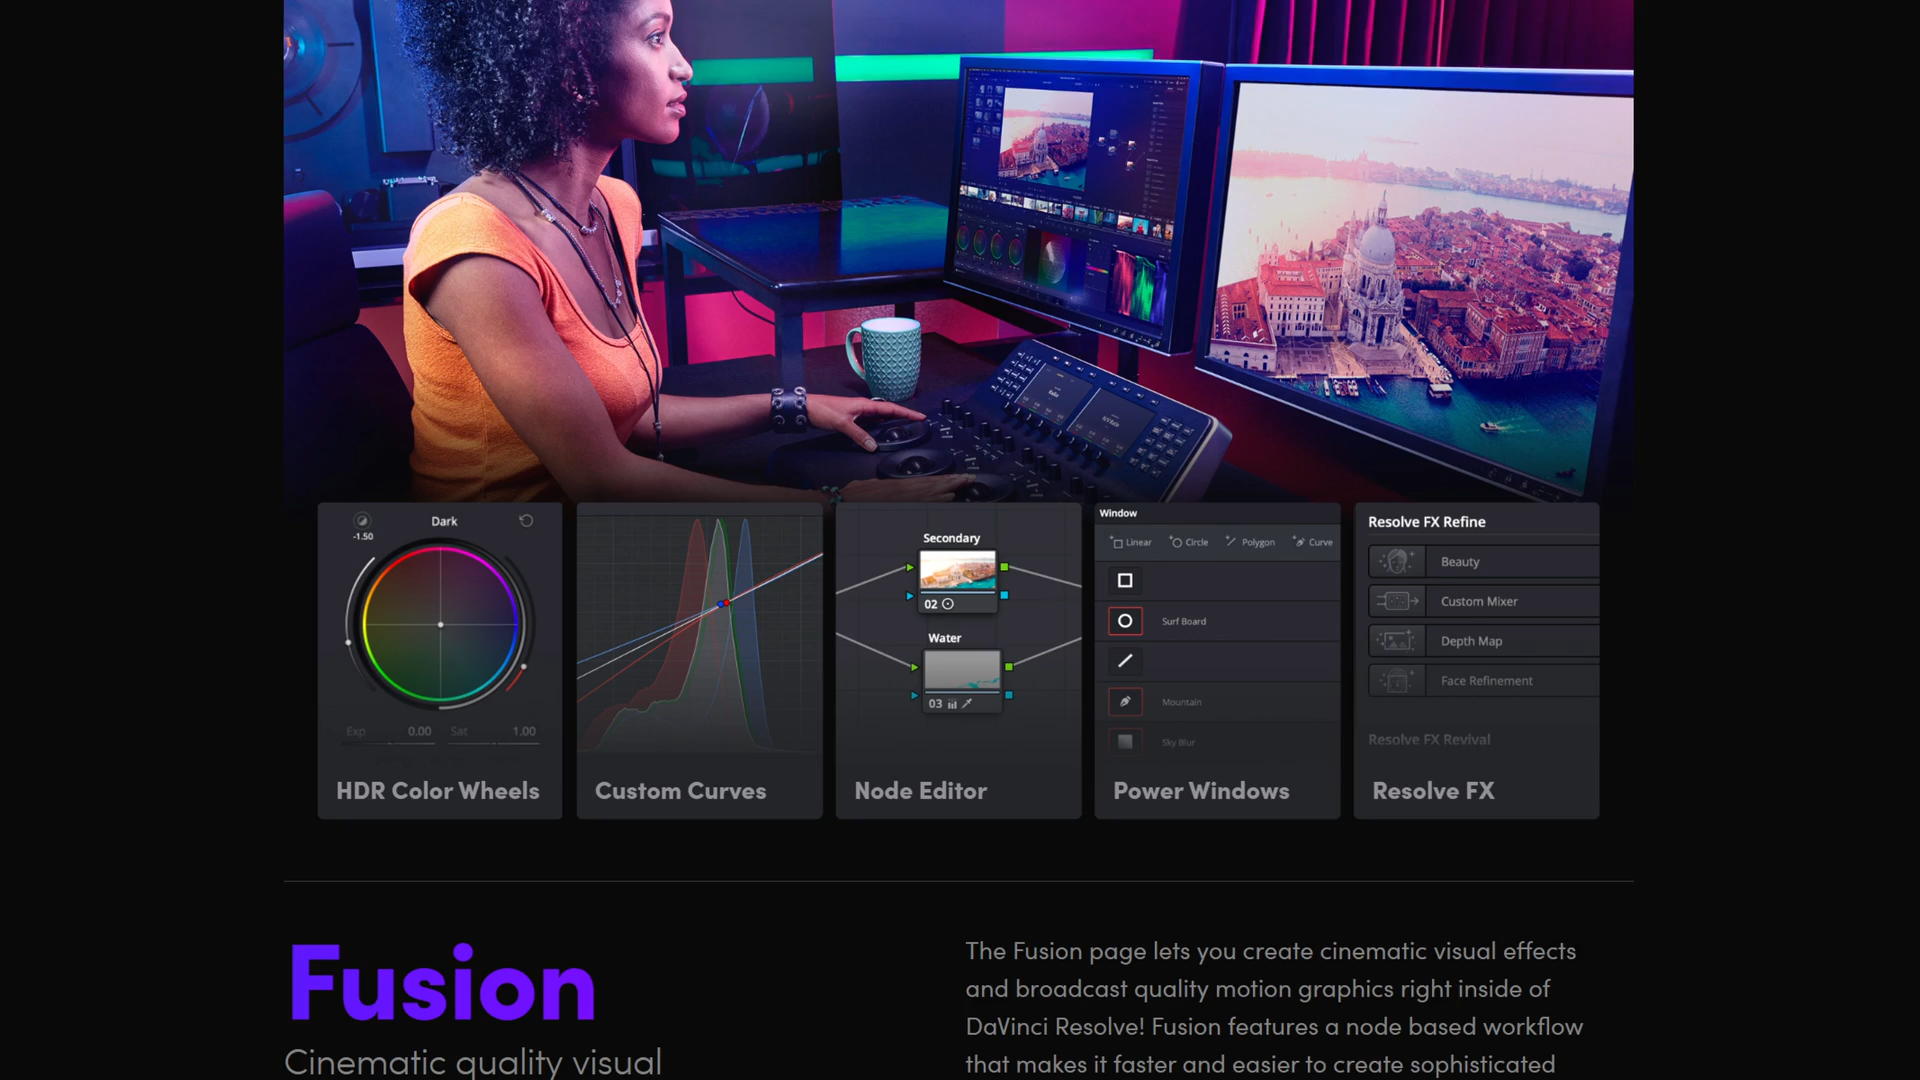 Dark
-1.50
Exp 0.00 Sat 1.00
HDR Color Wheels
Custom Curves
Secondary
02
Water
03
Node Editor
Window
Linear Circle Polygon Curve
Surf Board
Mountain
Sky Blur
Power Windows
Resolve FX Refine
Beauty
Custom Mixer
Depth Map
Face Refinement
Resolve FX Revival
Resolve FX
Fusion
Cinematic quality visual
The Fusion page lets you create cinematic visual effects
and broadcast quality motion graphics right inside of
DaVinci Resolve! Fusion features a node based workflow
that makes it faster and easier to create sophisticated